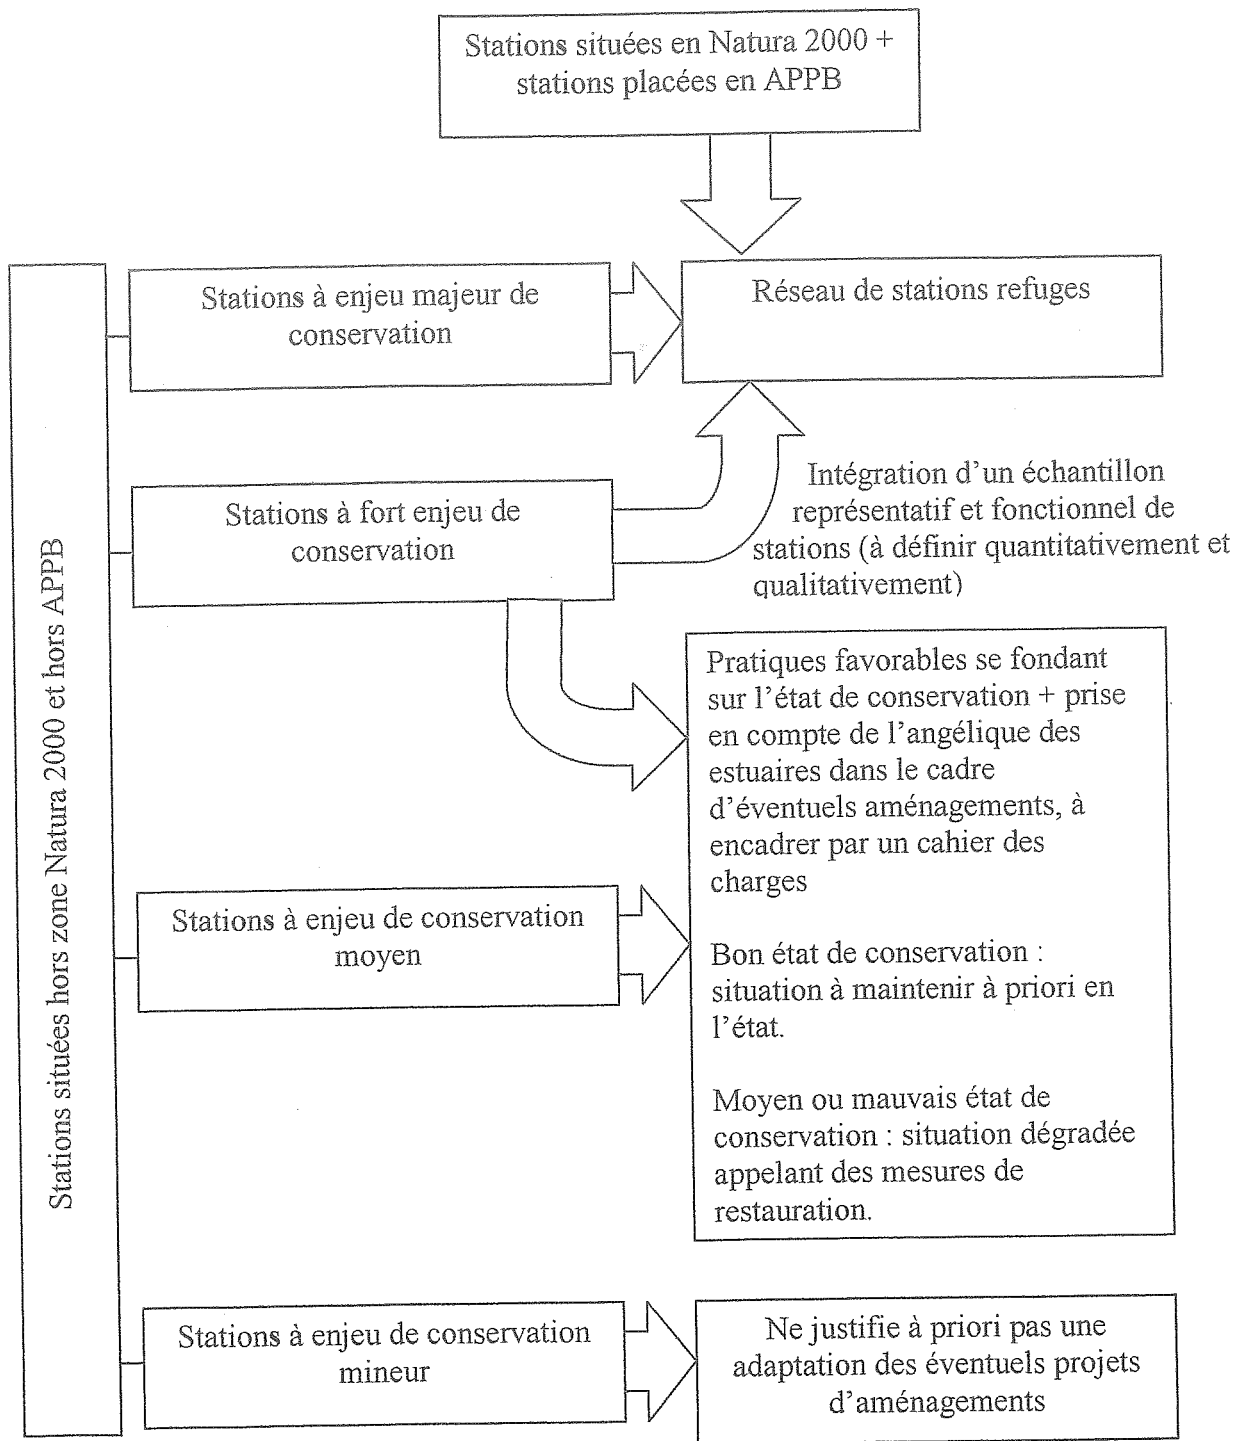 Stations situées en Natura 2000 +
stations placées en APPB
Stations situées hors zone Natura 2000 et hors APPB
Stations à enjeu majeur de
conservation
Réseau de stations refuges
Stations à fort enjeu de
conservation
Intégration d'un échantillon
représentatif et fonctionnel de
stations (à définir quantitativement et
qualitativement)
Pratiques favorables se fondant
sur l'état de conservation + prise
en compte de l'angélique des
estuaires dans le cadre
d'éventuels aménagements, à
encadrer par un cahier des
charges
Bon état de conservation :
situation à maintenir à priori en
l'état.
Moyen ou mauvais état de
conservation : situation dégradée
appelant des mesures de
restauration.
Stations à enjeu de conservation
moyen
Stations à enjeu de conservation
mineur
Ne justifie à priori pas une
adaptation des éventuels projets
d'aménagements